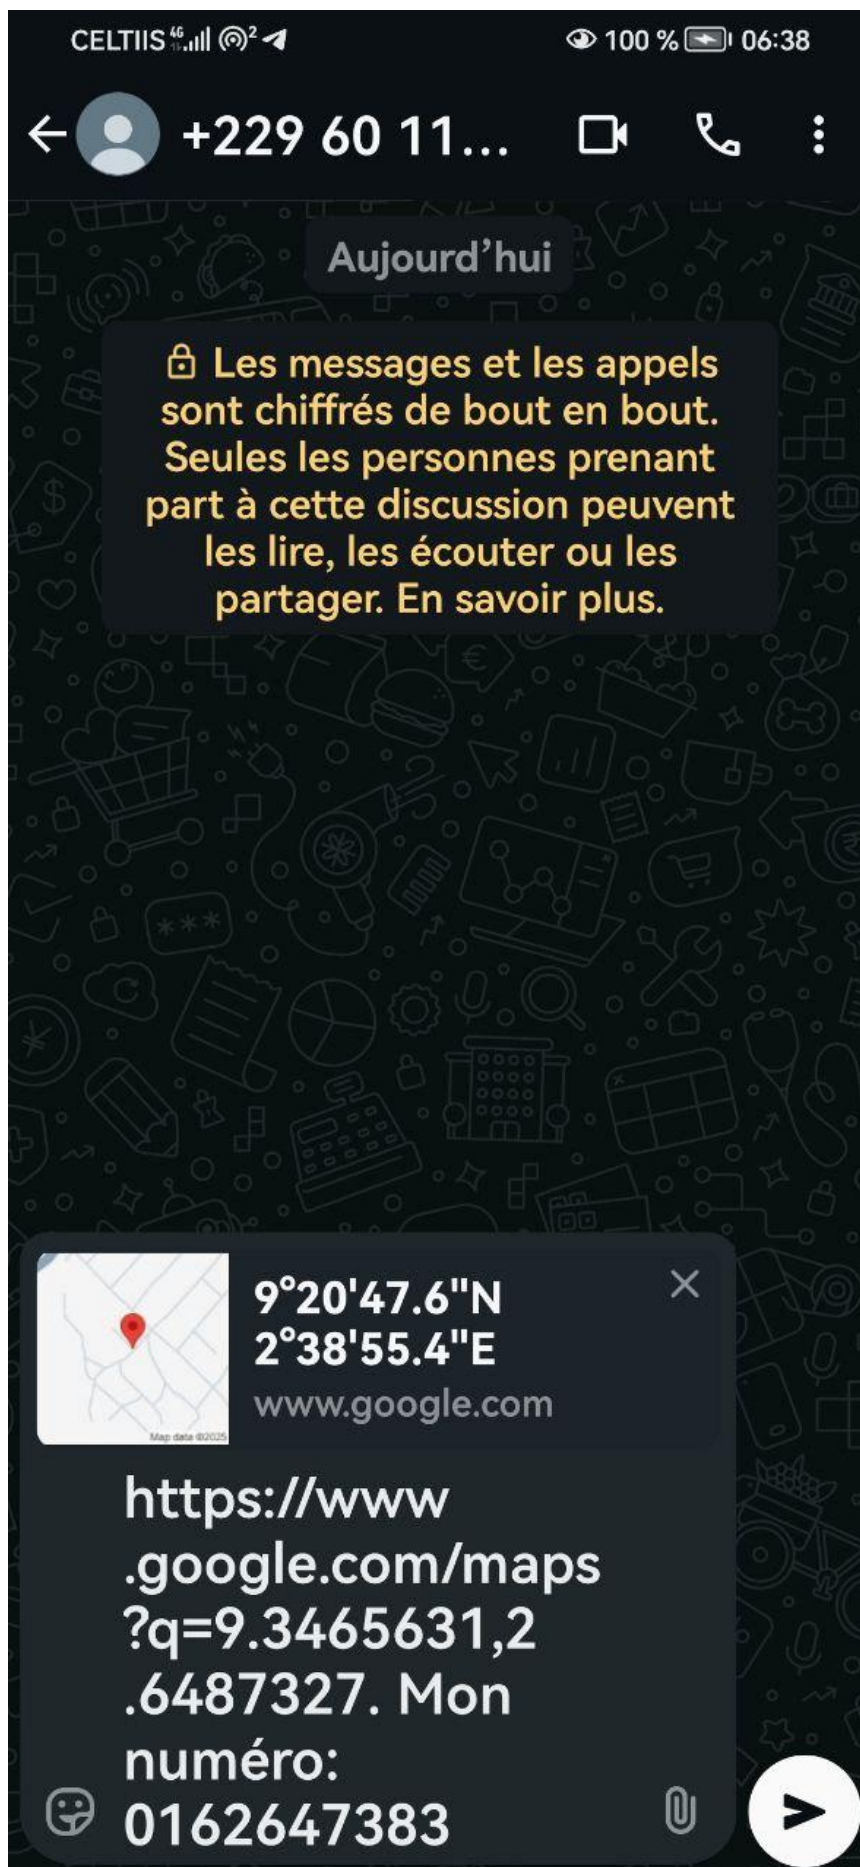 CELTIIS 4G 2 100 % 06:38
+229 60 11...
Aujourd’hui
Les messages et les appels
sont chiffrés de bout en bout.
Seules les personnes prenant
part à cette discussion peuvent
les lire, les écouter ou les
partager. En savoir plus.
9°20'47.6"N
2°38'55.4"E
www.google.com
Map data ©2025
https://www
.google.com/maps
?q=9.3465631,2
.6487327. Mon
numéro:
0162647383